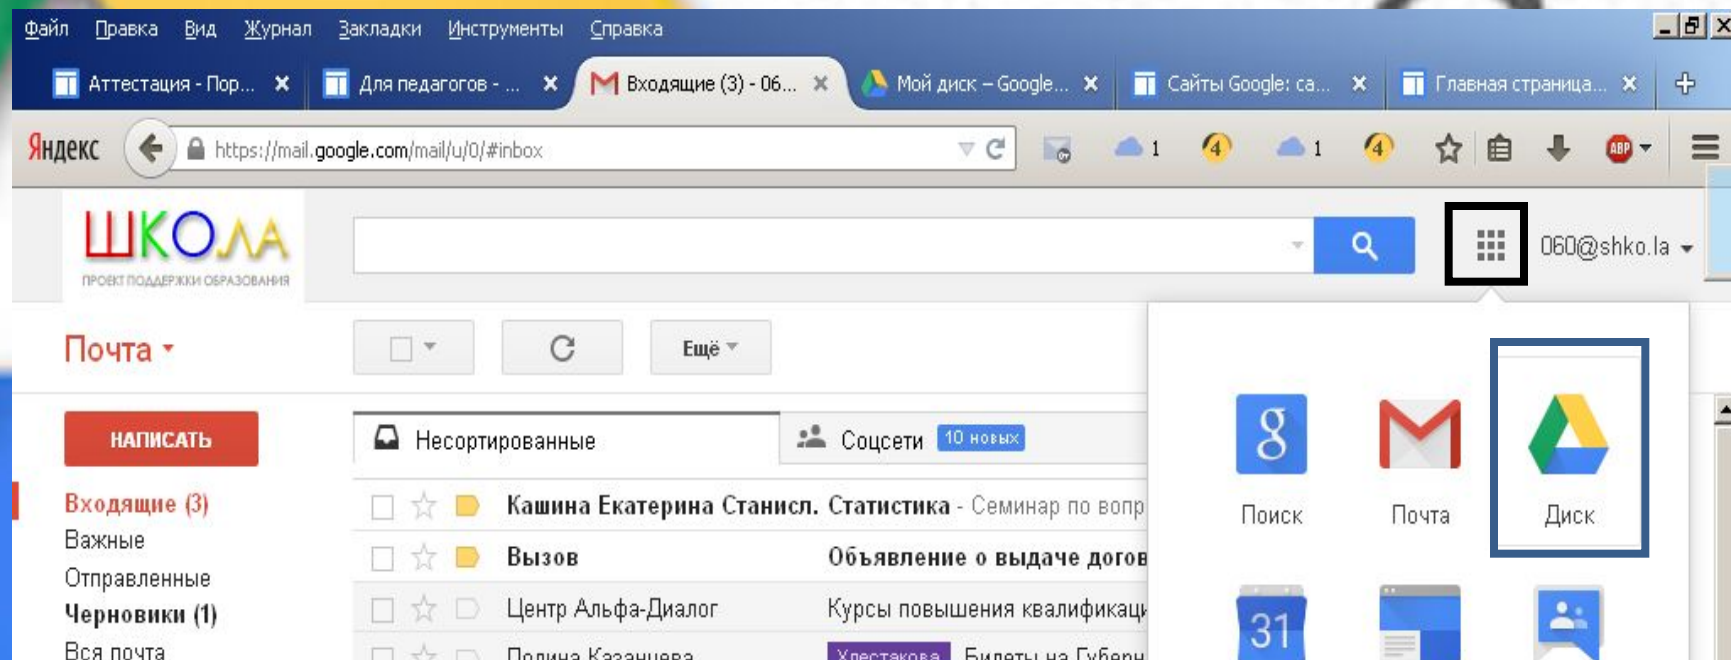 Файл Правка Вид Журнал Закладки Инструменты Справка
Аттестация - Пор... Для педагогов - ... Входящие (3) - 06... Мой диск – Google... Сайты Google: са... Главная страница...
Яндекс https://mail.google.com/mail/u/0/#inbox 1 4 1 4 ABP
ШКОЛА
ПРОЕКТ ПОДДЕРЖКИ ОБРАЗОВАНИЯ
060@shko.la
Почта Ещё
НАПИСАТЬ
Несортированные Соцсети 10 новых
Входящие (3)
Важные
Отправленные
Черновики (1)
Вся почта
Кашина Екатерина Станисл. Статистика - Семинар по вопр
Вызов Объявление о выдаче догов
Центр Альфа-Диалог Курсы повышения квалификаци
Полина Казанцева Хлестакова Билеты на Губерн
g
Поиск Почта Диск
31